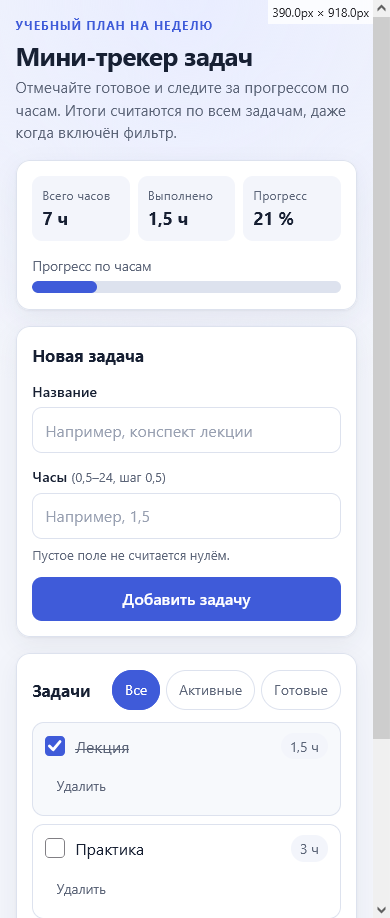 390.0px × 918.0px
УЧЕБНЫЙ ПЛАН НА НЕДЕЛЮ
Мини-трекер задач
Отмечайте готовое и следите за прогрессом по
часам. Итоги считаются по всем задачам, даже
когда включён фильтр.
Всего часов
7 ч
Выполнено
1,5 ч
Прогресс
21 %
Прогресс по часам
Новая задача
Название
Например, конспект лекции
Часы (0,5–24, шаг 0,5)
Например, 1,5
Пустое поле не считается нулём.
Добавить задачу
Задачи
Все
Активные
Готовые
Лекция
1,5 ч
Удалить
Практика
3 ч
Удалить